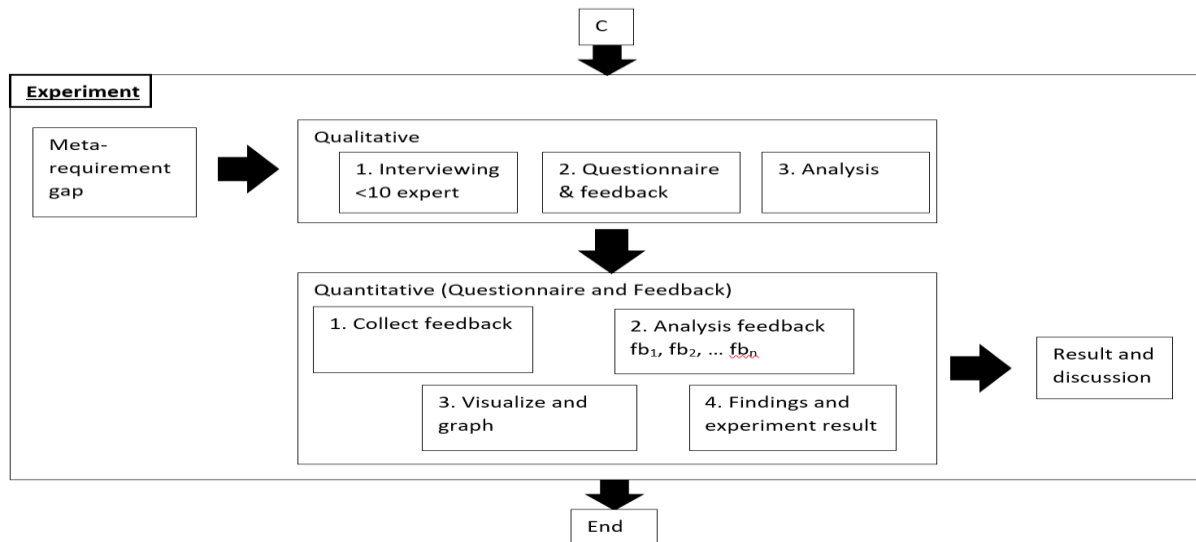 C
Experiment
Meta-
requirement
gap
Qualitative
1. Interviewing
<10 expert
2. Questionnaire
& feedback
3. Analysis
Quantitative (Questionnaire and Feedback)
1. Collect feedback
2. Analysis feedback
fb₁, fb₂, ... fbₙ
3. Visualize and
graph
4. Findings and
experiment result
Result and
discussion
End